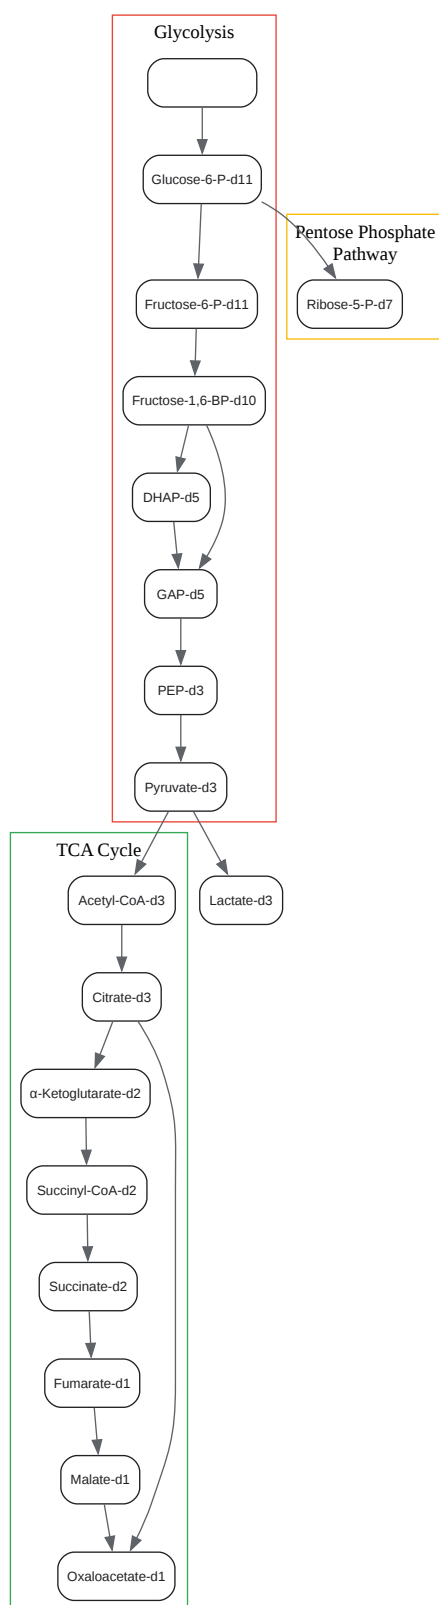 Glycolysis
Glucose-6-P-d11
Pentose Phosphate
Pathway
Fructose-6-P-d11
Ribose-5-P-d7
Fructose-1,6-BP-d10
DHAP-d5
GAP-d5
PEP-d3
Pyruvate-d3
TCA Cycle
Acetyl-CoA-d3
Lactate-d3
Citrate-d3
α-Ketoglutarate-d2
Succinyl-CoA-d2
Succinate-d2
Fumarate-d1
Malate-d1
Oxaloacetate-d1